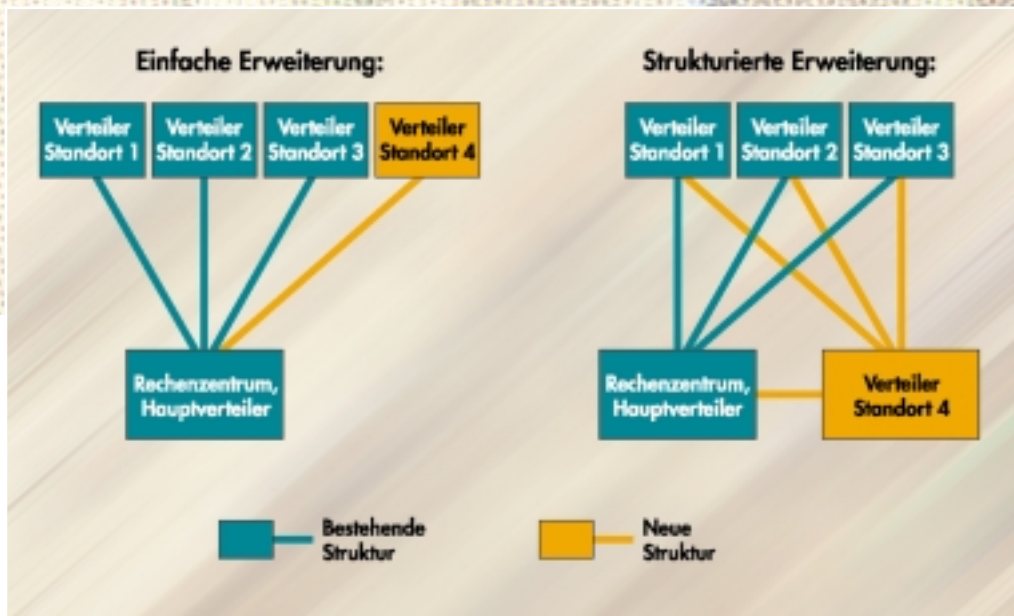 Einfache Erweiterung:
Verteiler
Standort 1
Verteiler
Standort 2
Verteiler
Standort 3
Verteiler
Standort 4
Rechenzentrum,
Hauptverteiler
Strukturierte Erweiterung:
Verteiler
Standort 1
Verteiler
Standort 2
Verteiler
Standort 3
Rechenzentrum,
Hauptverteiler
Verteiler
Standort 4
Bestehende
Struktur
Neue
Struktur